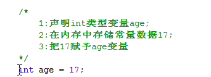 /*
1:声明int类型变量age;
2:在内存中存储常量数据17;
3:把17赋予age变量
*/
int age = 17;